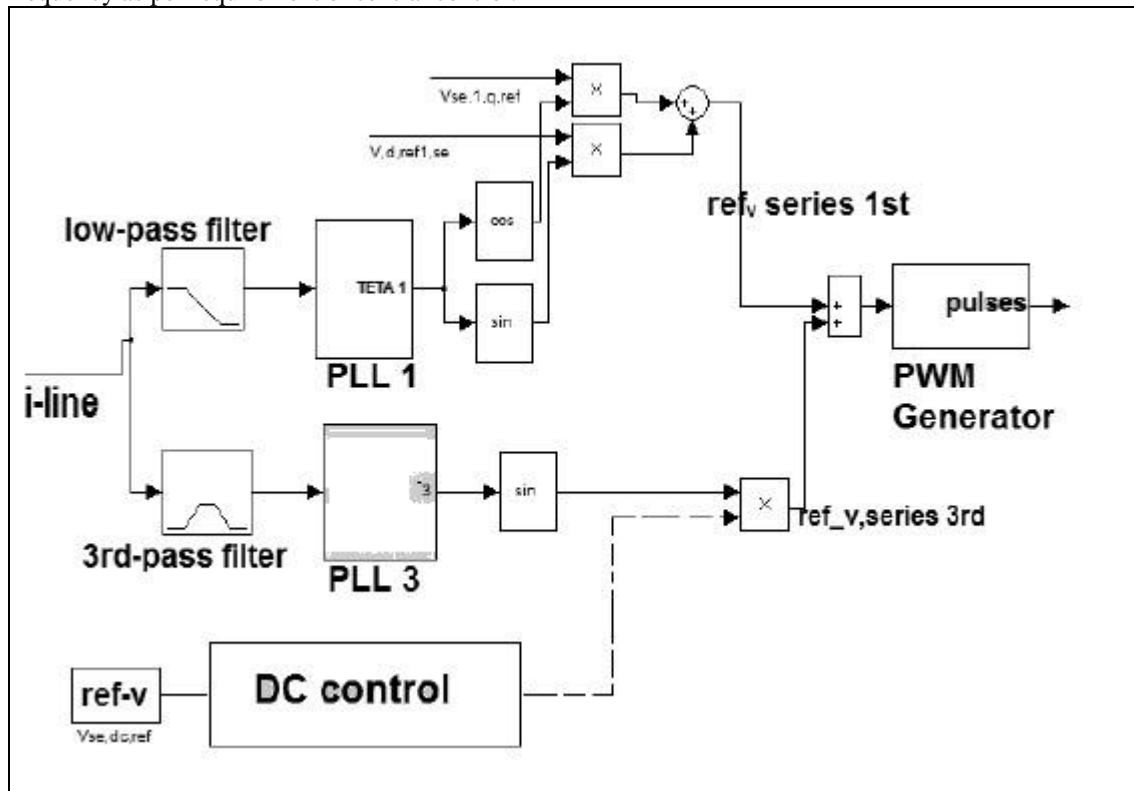 Vse.1.q.ref
X
V,d,ref1,se
X
+
+
refv series 1st
low-pass filter
cos
TETA 1
sin
PLL 1
i-line
+
+
pulses
PWM
Generator
3
sin
X
ref_v,series 3rd
3rd-pass filter
PLL 3
ref-v
DC control
Vse,dc,ref